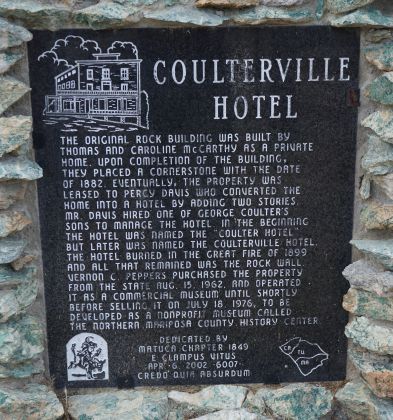 COULTERVILLE
HOTEL
THE ORIGINAL ROCK BUILDING WAS BUILT BY
THOMAS AND CAROLINE McCARTHY AS A PRIVATE
HOME. UPON COMPLETION OF THE BUILDING,
THEY PLACED A CORNERSTONE WITH THE DATE
OF 1882. EVENTUALLY, THE PROPERTY WAS
LEASED TO PERCY DAVIS WHO CONVERTED THE
HOME INTO A HOTEL BY ADDING TWO STORIES.
MR. DAVIS HIRED ONE OF GEORGE COULTER'S
SONS TO MANAGE THE HOTEL. IN THE BEGINNING
THE HOTEL WAS NAMED THE "COULTER HOTEL"
BUT LATER WAS NAMED THE COULTERVILLE HOTEL.
THE HOTEL BURNED IN THE GREAT FIRE OF 1899
AND ALL THAT REMAINED WAS THE ROCK WALL.
VERNON C. PEPPERS PURCHASED THE PROPERTY
FROM THE STATE AUG. 15, 1962, AND OPERATED
IT AS A COMMERCIAL MUSEUM UNTIL SHORTLY
BEFORE SELLING IT ON JULY 18, 1976, TO BE
DEVELOPED AS A NONPROFIT MUSEUM CALLED
THE NORTHERN MARIPOSA COUNTY HISTORY CENTER.
DEDICATED BY
MATUCA CHAPTER 1849
E CLAMPUS VITUS
APR. 6, 2002 - 6007
CREDO QUIA ABSURDUM
CA
TU
MA